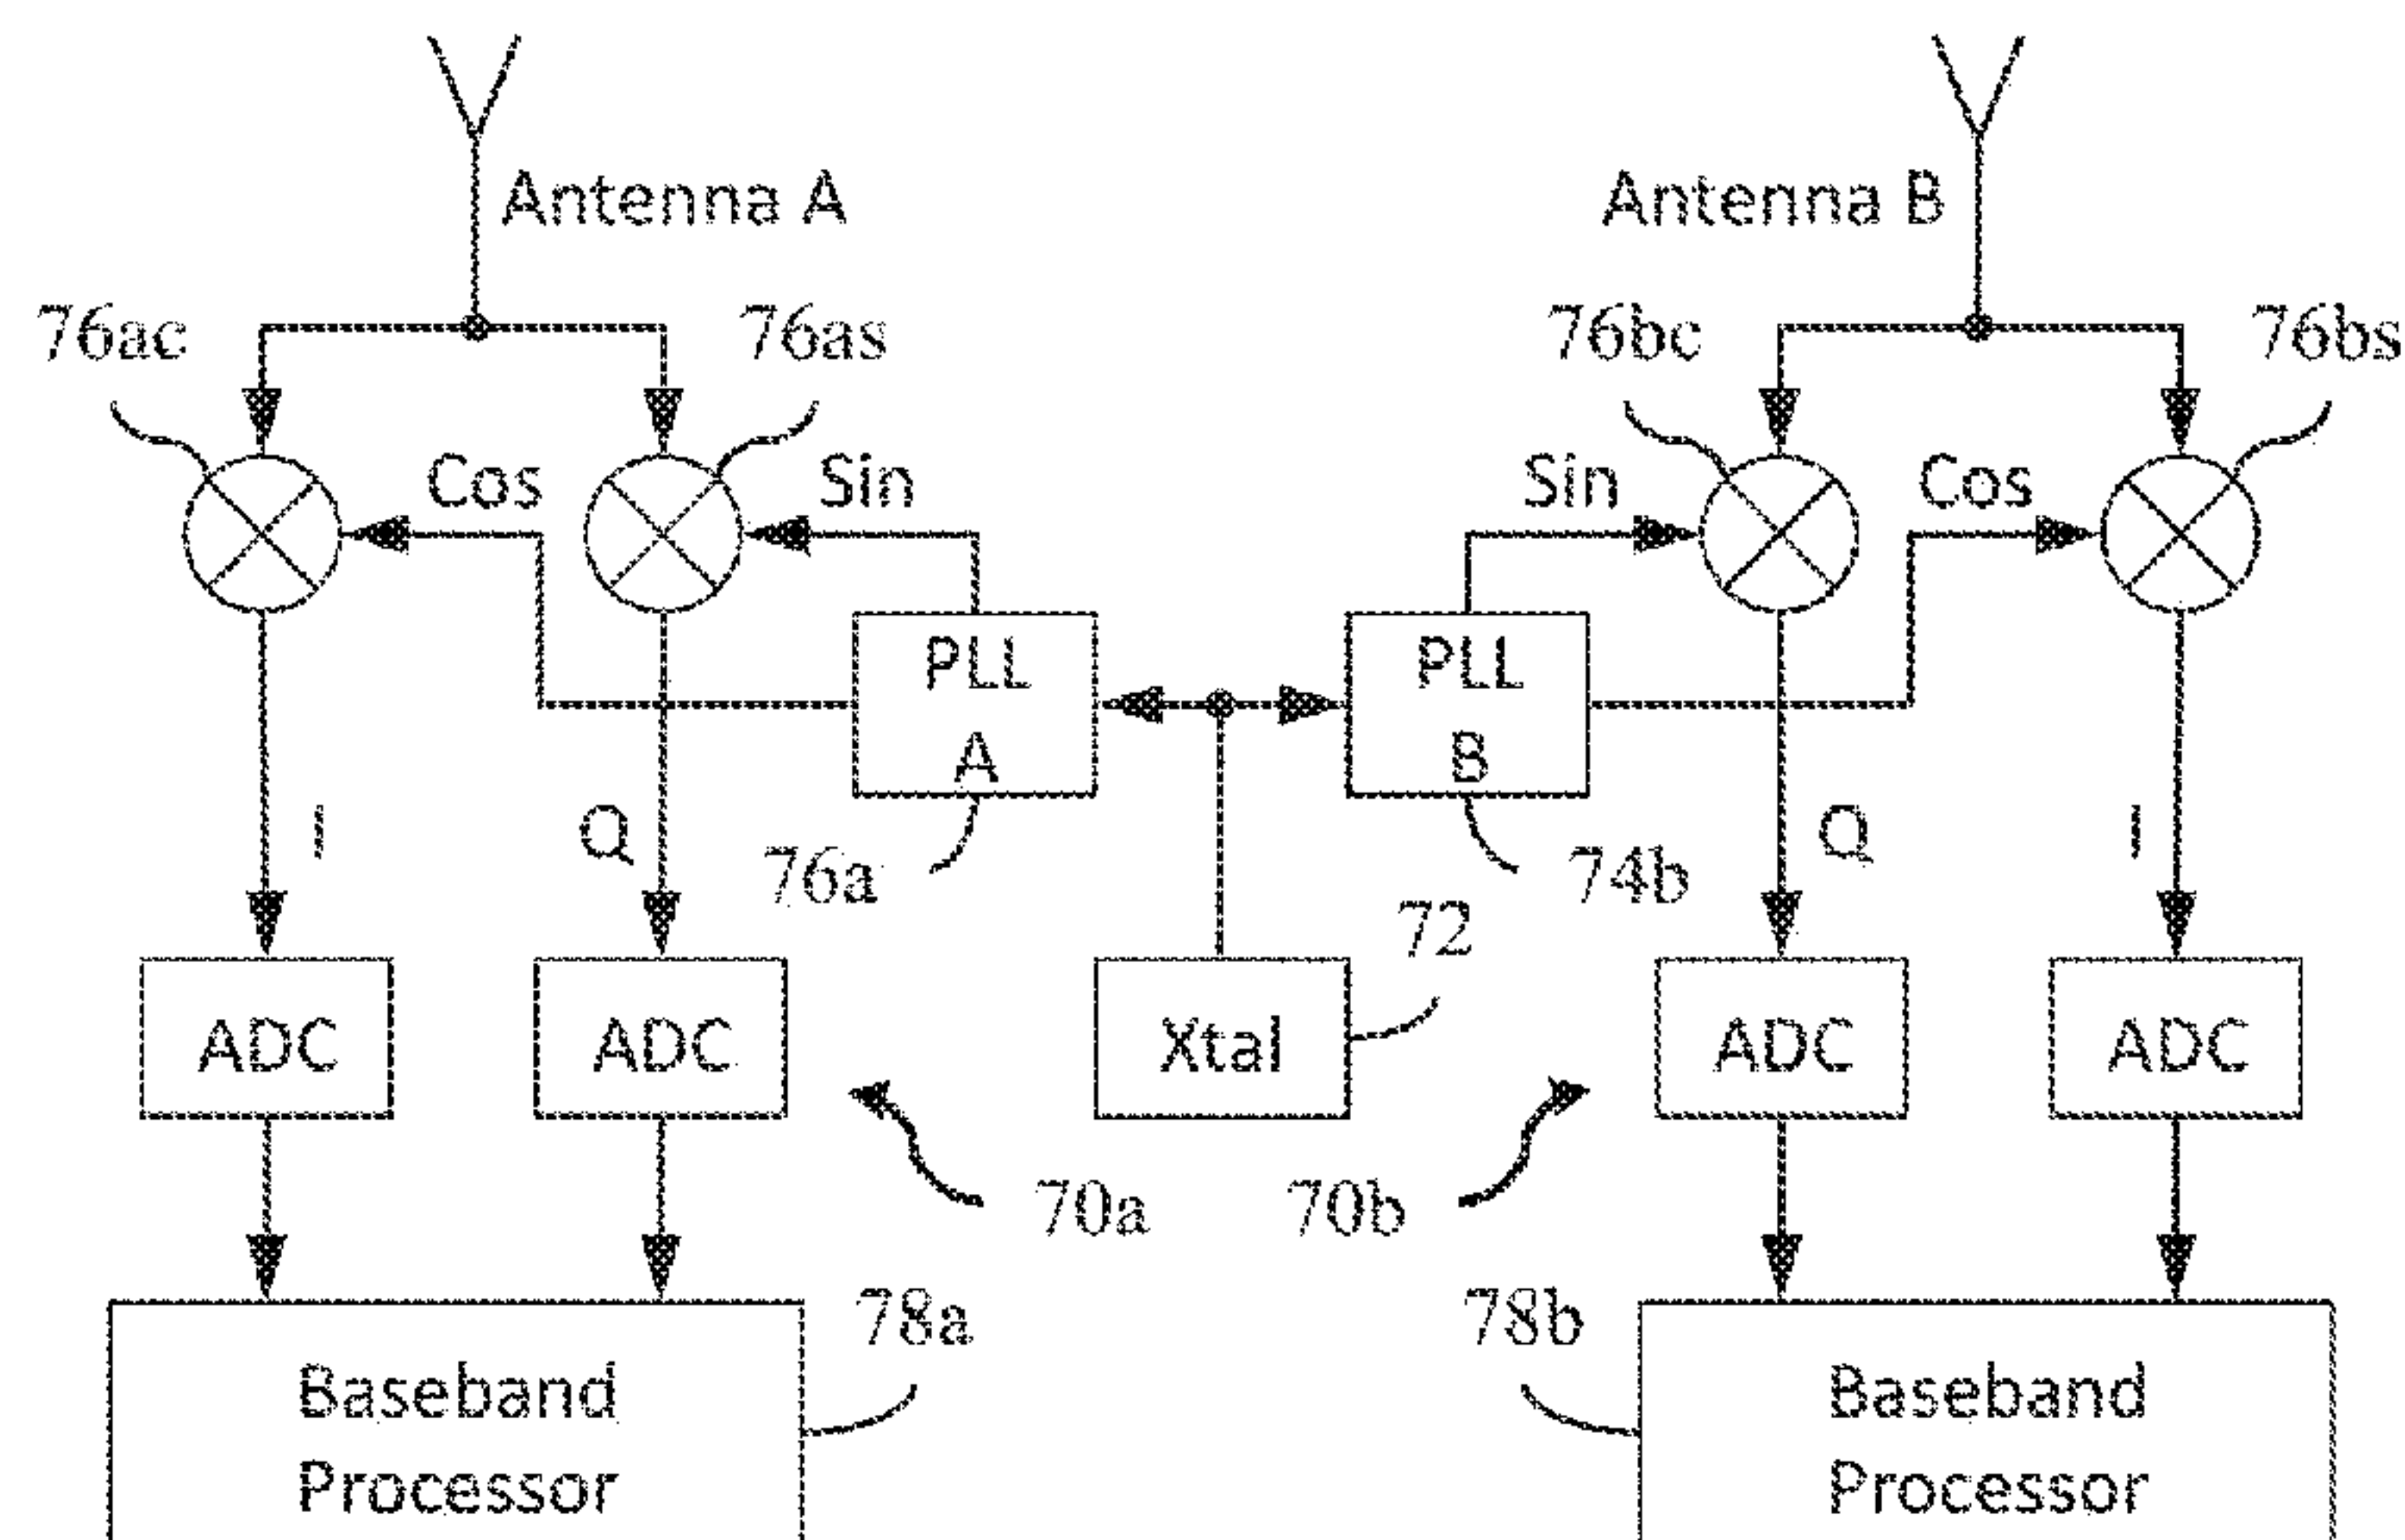 Antenna A
Antenna B
76ac
76as
76bc
76bs
Cos
Sin
Sin
Cos
PLL
A
PLL
B
I
Q
76a
74b
Q
I
72
ADC
ADC
Xtal
ADC
ADC
70a
70b
78a
78b
Baseband
Processor
Baseband
Processor